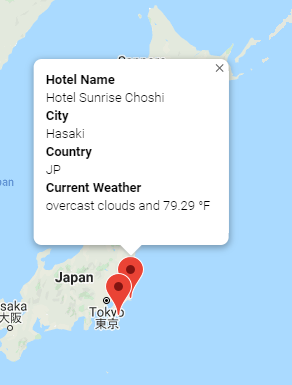 Hotel Name
Hotel Sunrise Choshi
City
Hasaki
Country
JP
Current Weather
overcast clouds and 79.29 °F
pan
Japan
Tokyo
東京
saka
大阪